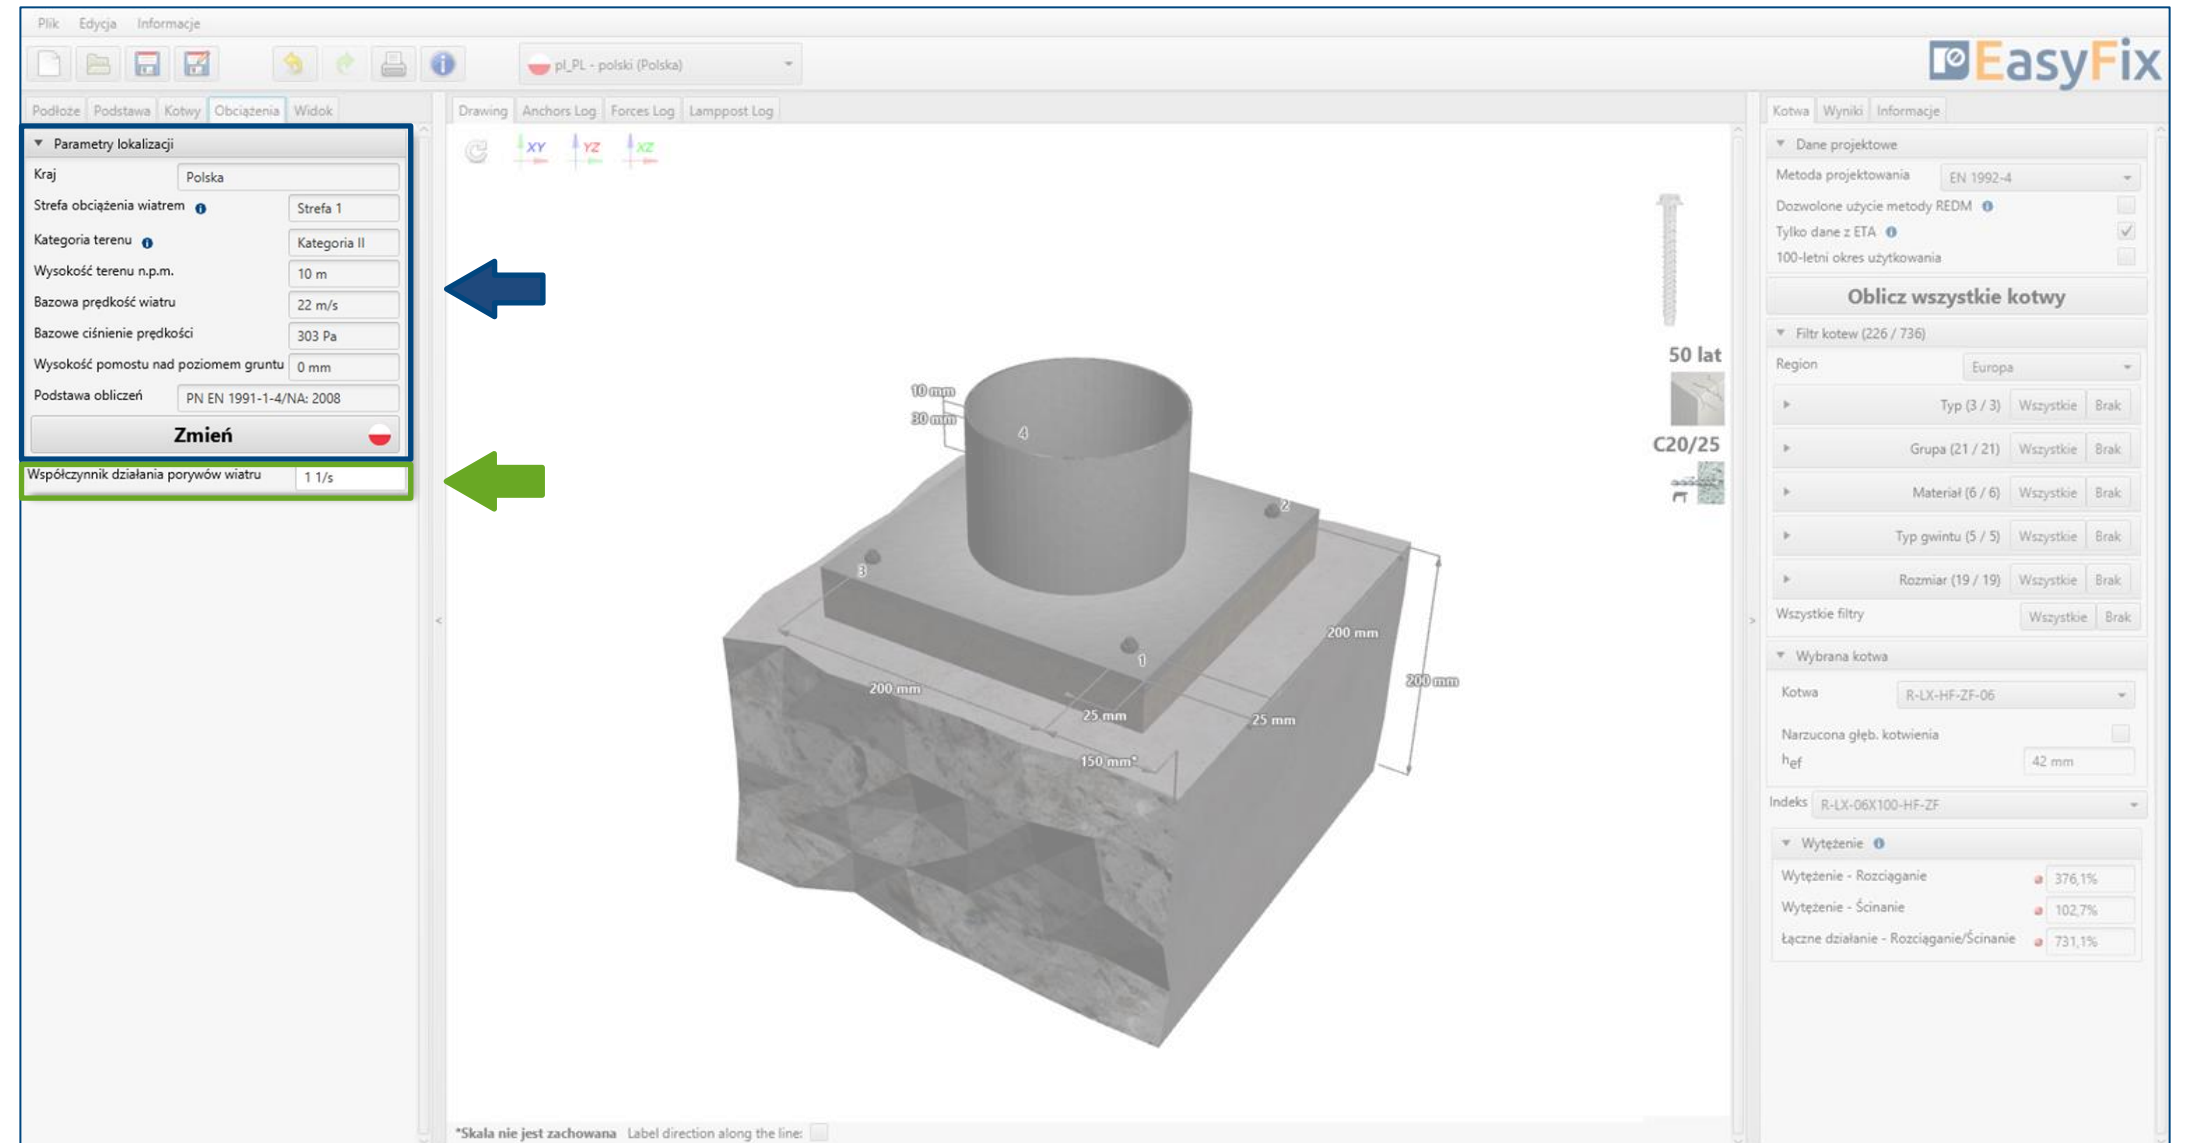 Plik Edycja Informacje
pl_PL - polski (Polska)
EasyFix
Podłoże Podstawa Kotwy Obciążenia Widok
Parametry lokalizacji
Kraj Polska
Strefa obciążenia wiatrem Strefa 1
Kategoria terenu Kategoria II
Wysokość terenu n.p.m. 10 m
Bazowa prędkość wiatru 22 m/s
Bazowe ciśnienie prędkości 303 Pa
Wysokość pomostu nad poziomem gruntu 0 mm
Podstawa obliczeń PN EN 1991-1-4/NA: 2008
Zmień
Współczynnik działania porywów wiatru 1 1/s
Drawing Anchors Log Forces Log Lamppost Log
XY YZ XZ
50 lat
C20/25
10 mm
30 mm
4
2
3
1
200 mm
200 mm
200 mm
25 mm
25 mm
150 mm*
*Skala nie jest zachowana Label direction along the line:
Kotwa Wyniki Informacje
Dane projektowe
Metoda projektowania EN 1992-4
Dozwolone użycie metody REDM
Tylko dane z ETA
100-letni okres użytkowania
Oblicz wszystkie kotwy
Filtr kotew (226 / 736)
Region Europa
Typ (3 / 3) Wszystkie Brak
Grupa (21 / 21) Wszystkie Brak
Materiał (6 / 6) Wszystkie Brak
Typ gwintu (5 / 5) Wszystkie Brak
Rozmiar (19 / 19) Wszystkie Brak
Wszystkie filtry Wszystkie Brak
Wybrana kotwa
Kotwa R-LX-HF-ZF-06
Narzucona głęb. kotwienia
hef 42 mm
Indeks R-LX-06X100-HF-ZF
Wytężenie
Wytężenie - Rozciąganie 376,1%
Wytężenie - Ścinanie 102,7%
Łączne działanie - Rozciąganie/Ścinanie 731,1%